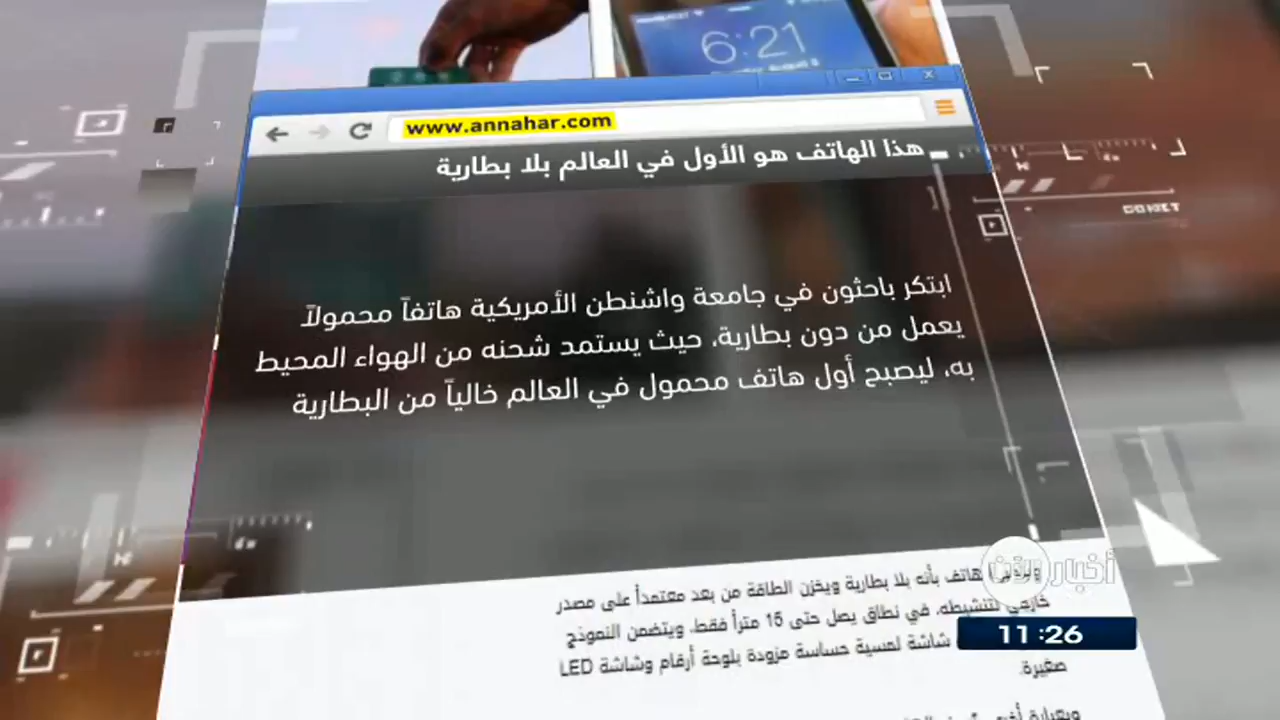 6:21
www.annahar.com
هذا الهاتف هو الأول في العالم بلا بطارية
ابتكر باحثون في جامعة واشنطن الأمريكية هاتفاً محمولاً
يعمل من دون بطارية، حيث يستمد شحنه من الهواء المحيط
به، ليصبح أول هاتف محمول في العالم خالياً من البطارية
الهاتف بأنه بلا بطارية ويخزن الطاقة من بعد معتمداً على مصدر
خارجي لتنشيطه، في نطاق يصل حتى 15 متراً فقط، ويتضمن النموذج
شاشة لمسية حساسة مزودة بلوحة أرقام وشاشة LED
صغيرة.
أخبار الآن
11:26